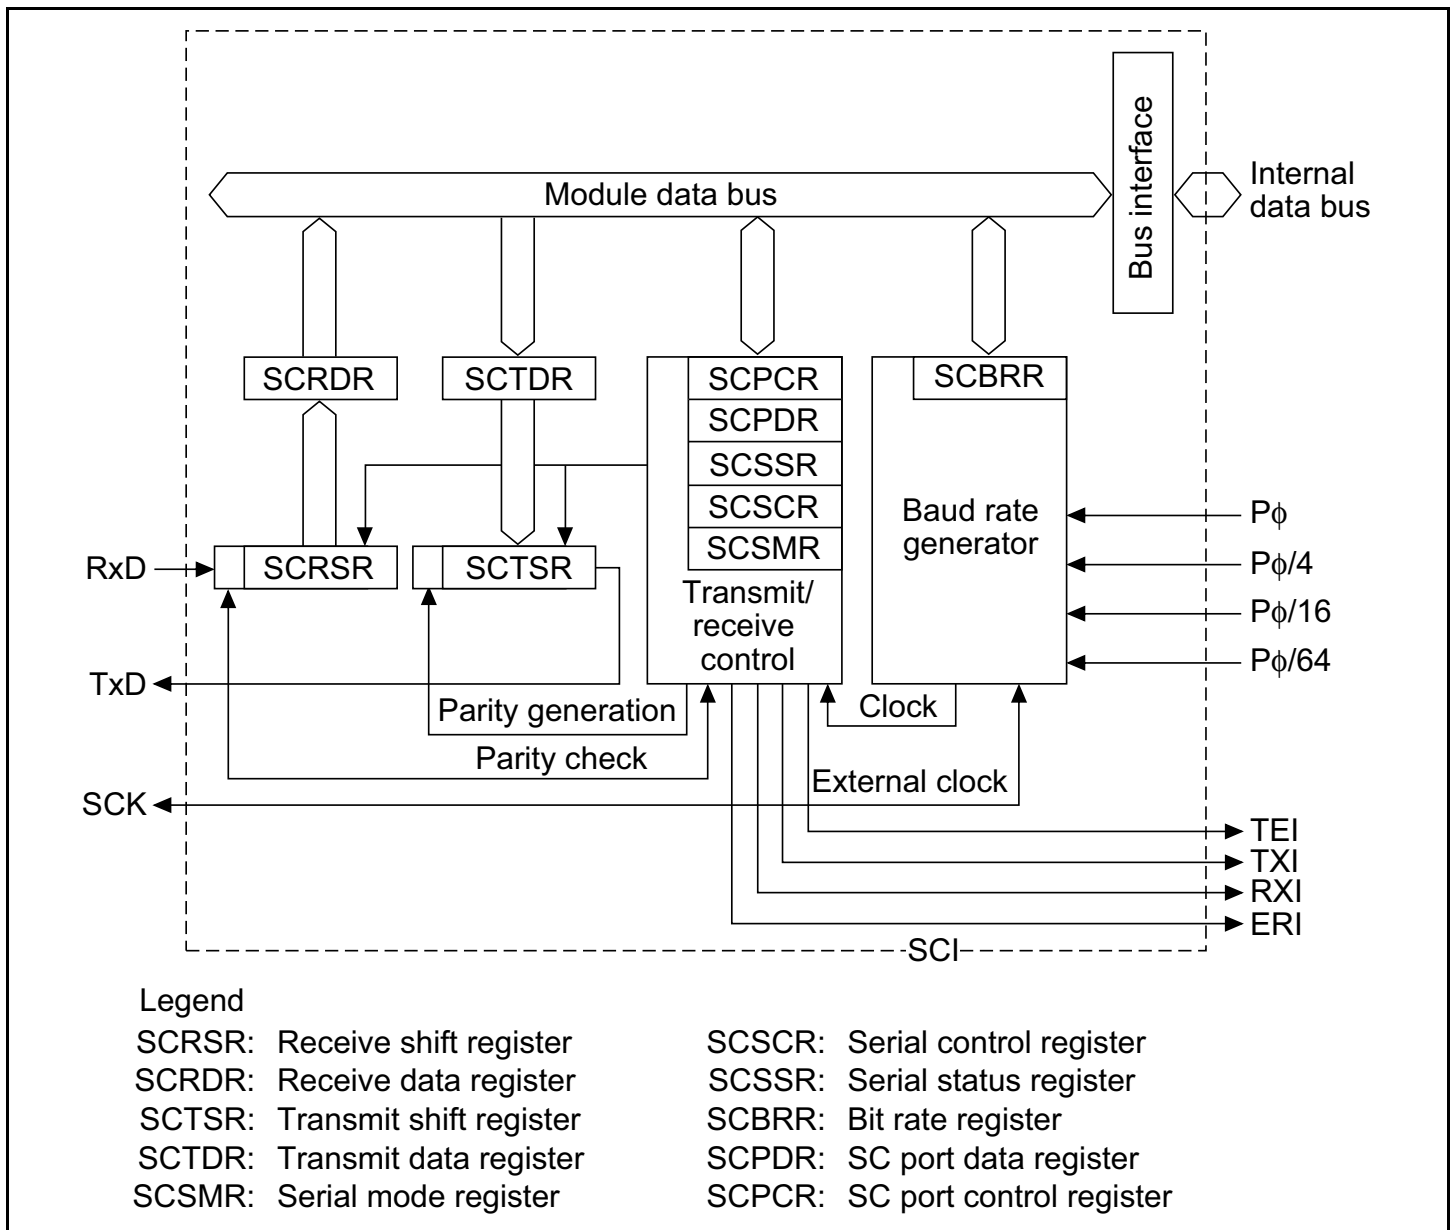 Bus interface
Internal
data bus
Module data bus
SCRDR
SCTDR
SCPCR
SCPDR
SCSSR
SCSCR
SCSMR
Transmit/
receive
control
SCBRR
Baud rate
generator
Pϕ
Pϕ/4
Pϕ/16
Pϕ/64
RxD
SCRSR
SCTSR
TxD
Parity generation
Parity check
Clock
External clock
SCK
TEI
TXI
RXI
ERI
SCI
Legend
SCRSR: Receive shift register
SCRDR: Receive data register
SCTSR: Transmit shift register
SCTDR: Transmit data register
SCSMR: Serial mode register
SCSCR: Serial control register
SCSSR: Serial status register
SCBRR: Bit rate register
SCPDR: SC port data register
SCPCR: SC port control register